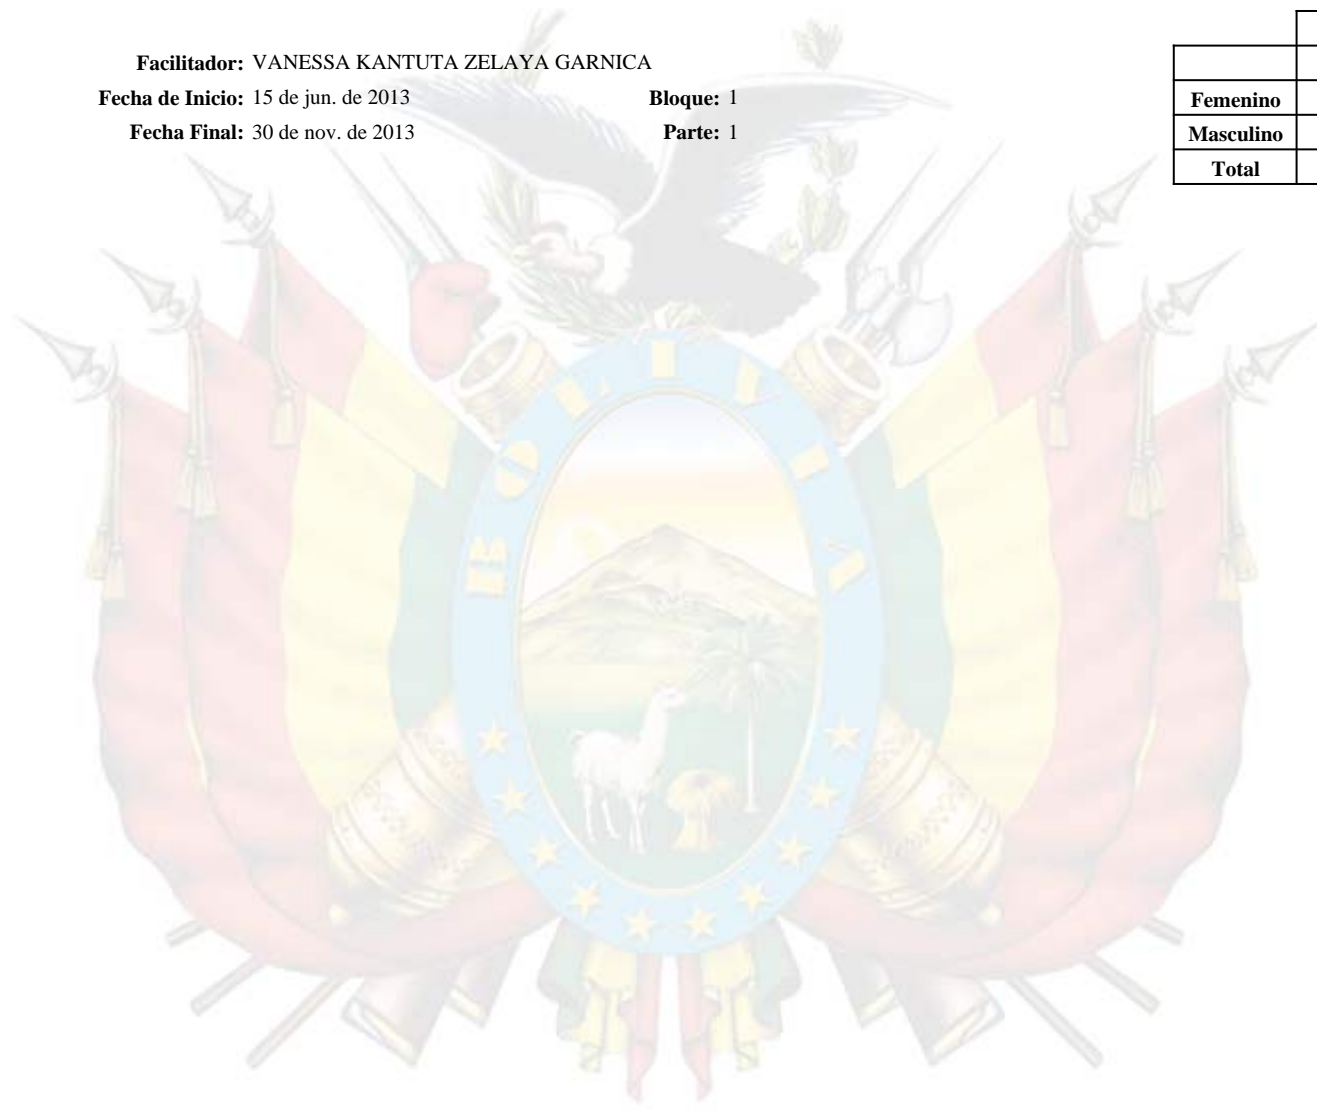 Facilitador: VANESSA KANTUTA ZELAYA GARNICA
Fecha de Inicio: 15 de jun. de 2013 Bloque: 1
Fecha Final: 30 de nov. de 2013 Parte: 1
Femenino
Masculino
Total
BOLIVIA